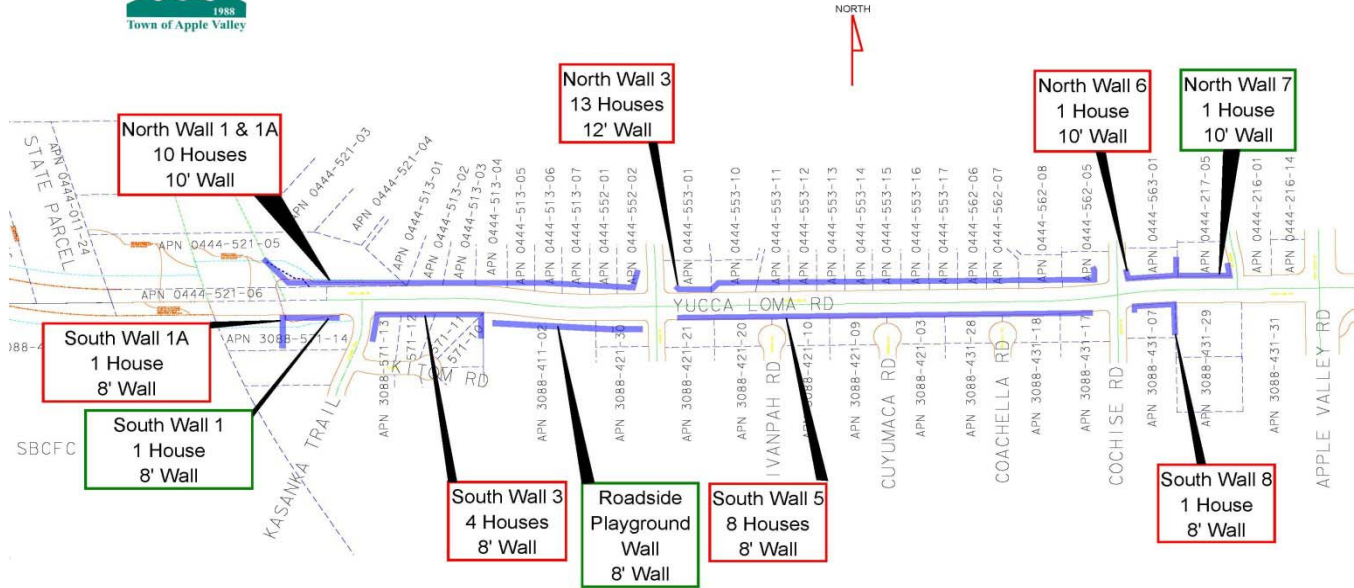 1988
Town of Apple Valley
NORTH
North Wall 1 & 1A
10 Houses
10' Wall
North Wall 3
13 Houses
12' Wall
North Wall 6
1 House
10' Wall
North Wall 7
1 House
10' Wall
STATE PARCEL
APN 0444-011-24
APN 0444-521-03
APN 0444-521-04
APN 0444-521-05
APN 0444-521-06
APN 0444-513-01
APN 0444-513-02
APN 0444-513-03
APN 0444-513-04
APN 0444-513-05
APN 0444-513-06
APN 0444-513-07
APN 0444-552-01
APN 0444-552-02
APN 0444-553-01
APN 0444-553-10
APN 0444-553-11
APN 0444-553-12
APN 0444-553-13
APN 0444-553-14
APN 0444-553-15
APN 0444-553-16
APN 0444-553-17
APN 0444-562-06
APN 0444-562-07
APN 0444-562-08
APN 0444-562-05
APN 0444-563-01
APN 0444-217-05
APN 0444-216-01
APN 0444-216-14
YUCCA LOMA RD
APN 3088-571-14
APN 3088-571-13
571-12
571-11
571-10
KITOM RD
APN 3088-411-02
APN 3088-421-30
APN 3088-421-21
APN 3088-421-20
IVANPAH RD
APN 3088-421-10
APN 3088-421-09
CUYUMACA RD
APN 3088-421-03
APN 3088-431-28
COACHELLA RD
APN 3088-431-18
APN 3088-431-17
COCHISE RD
APN 3088-431-07
APN 3088-431-29
APN 3088-431-31
APPLE VALLEY RD
KASANKA TRAIL
SBCFC
South Wall 1A
1 House
8' Wall
South Wall 1
1 House
8' Wall
South Wall 3
4 Houses
8' Wall
Roadside
Playground
Wall
8' Wall
South Wall 5
8 Houses
8' Wall
South Wall 8
1 House
8' Wall